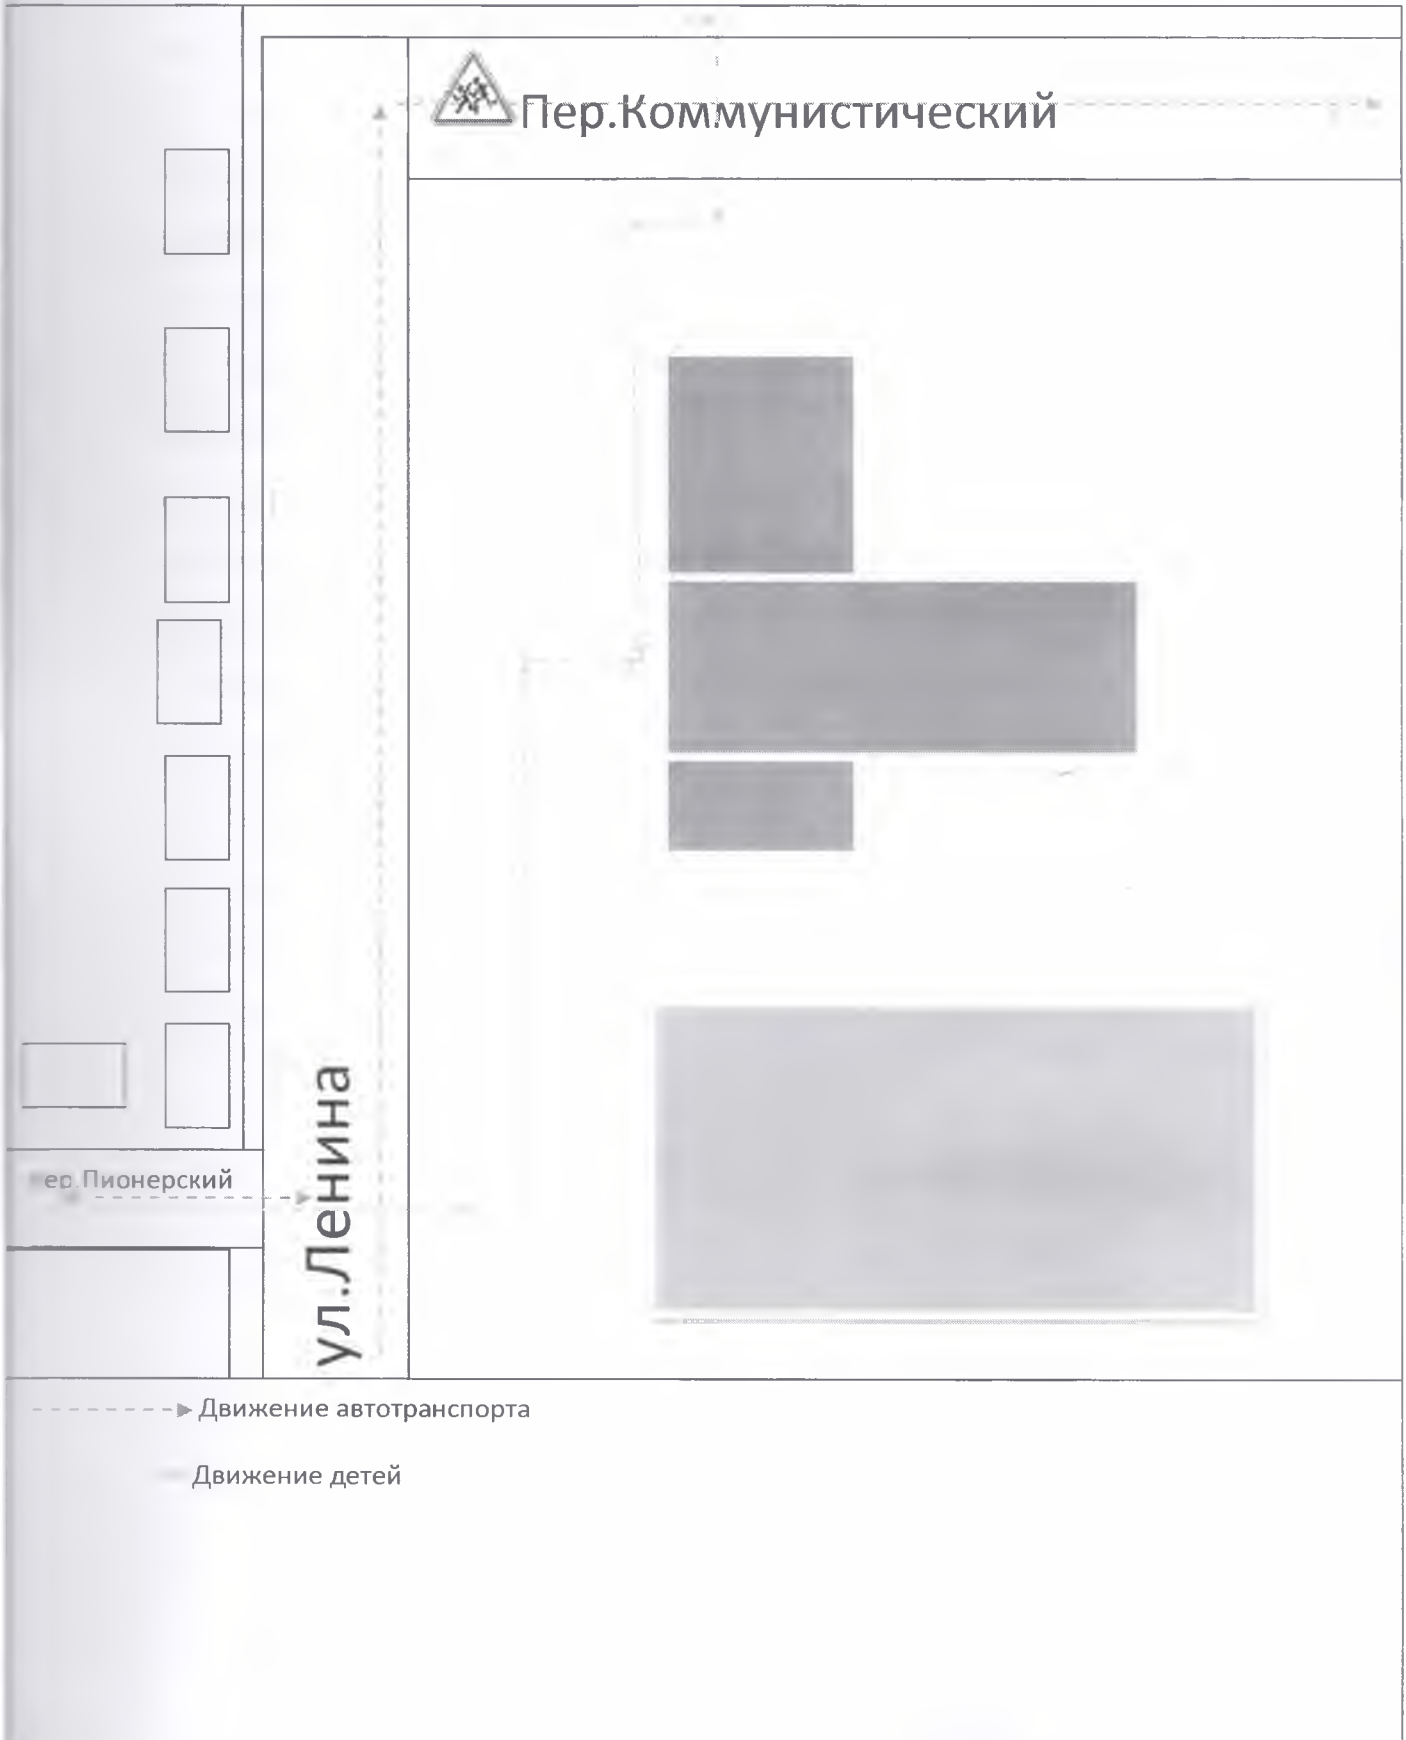 Пер.Коммунистический
ул.Ленина
ер.Пионерский
Движение автотранспорта
Движение детей